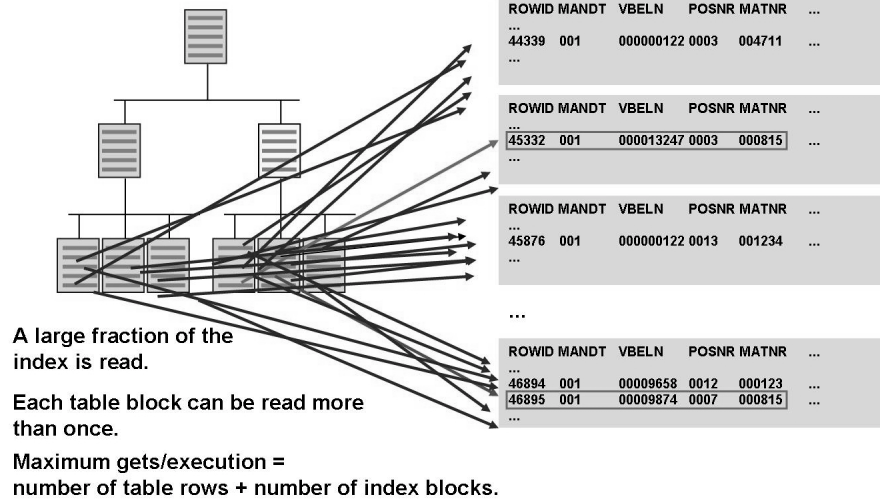 ROWID MANDT VBELN POSNR MATNR ...
...
44339 001 000000122 0003 004711 ...
...
ROWID MANDT VBELN POSNR MATNR ...
...
45332 001 000013247 0003 000815 ...
...
ROWID MANDT VBELN POSNR MATNR ...
...
45876 001 000000122 0013 001234 ...
...
...
ROWID MANDT VBELN POSNR MATNR ...
...
46894 001 00009658 0012 000123 ...
46895 001 00009874 0007 000815 ...
...
A large fraction of the
index is read.
Each table block can be read more
than once.
Maximum gets/execution =
number of table rows + number of index blocks.